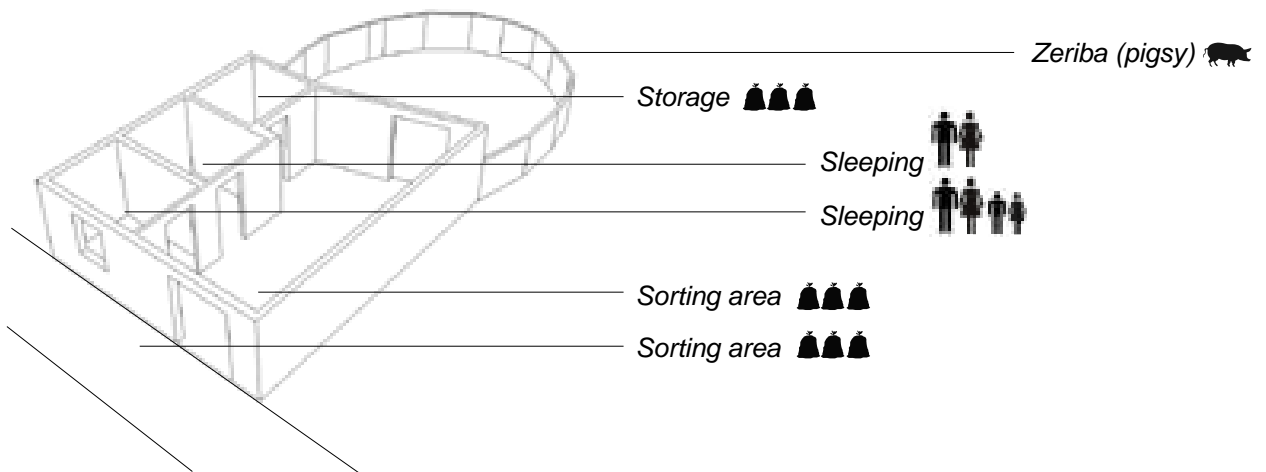 Zeriba (pigsy)
Storage
Sleeping
Sleeping
Sorting area
Sorting area